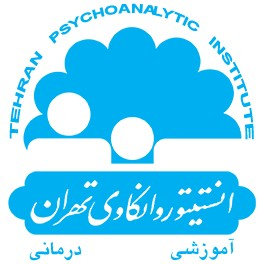 TEHRAN PSYCHOANALYTIC INSTITUTE
انستیتو روانکاوی تهران
آموزشی درمانی